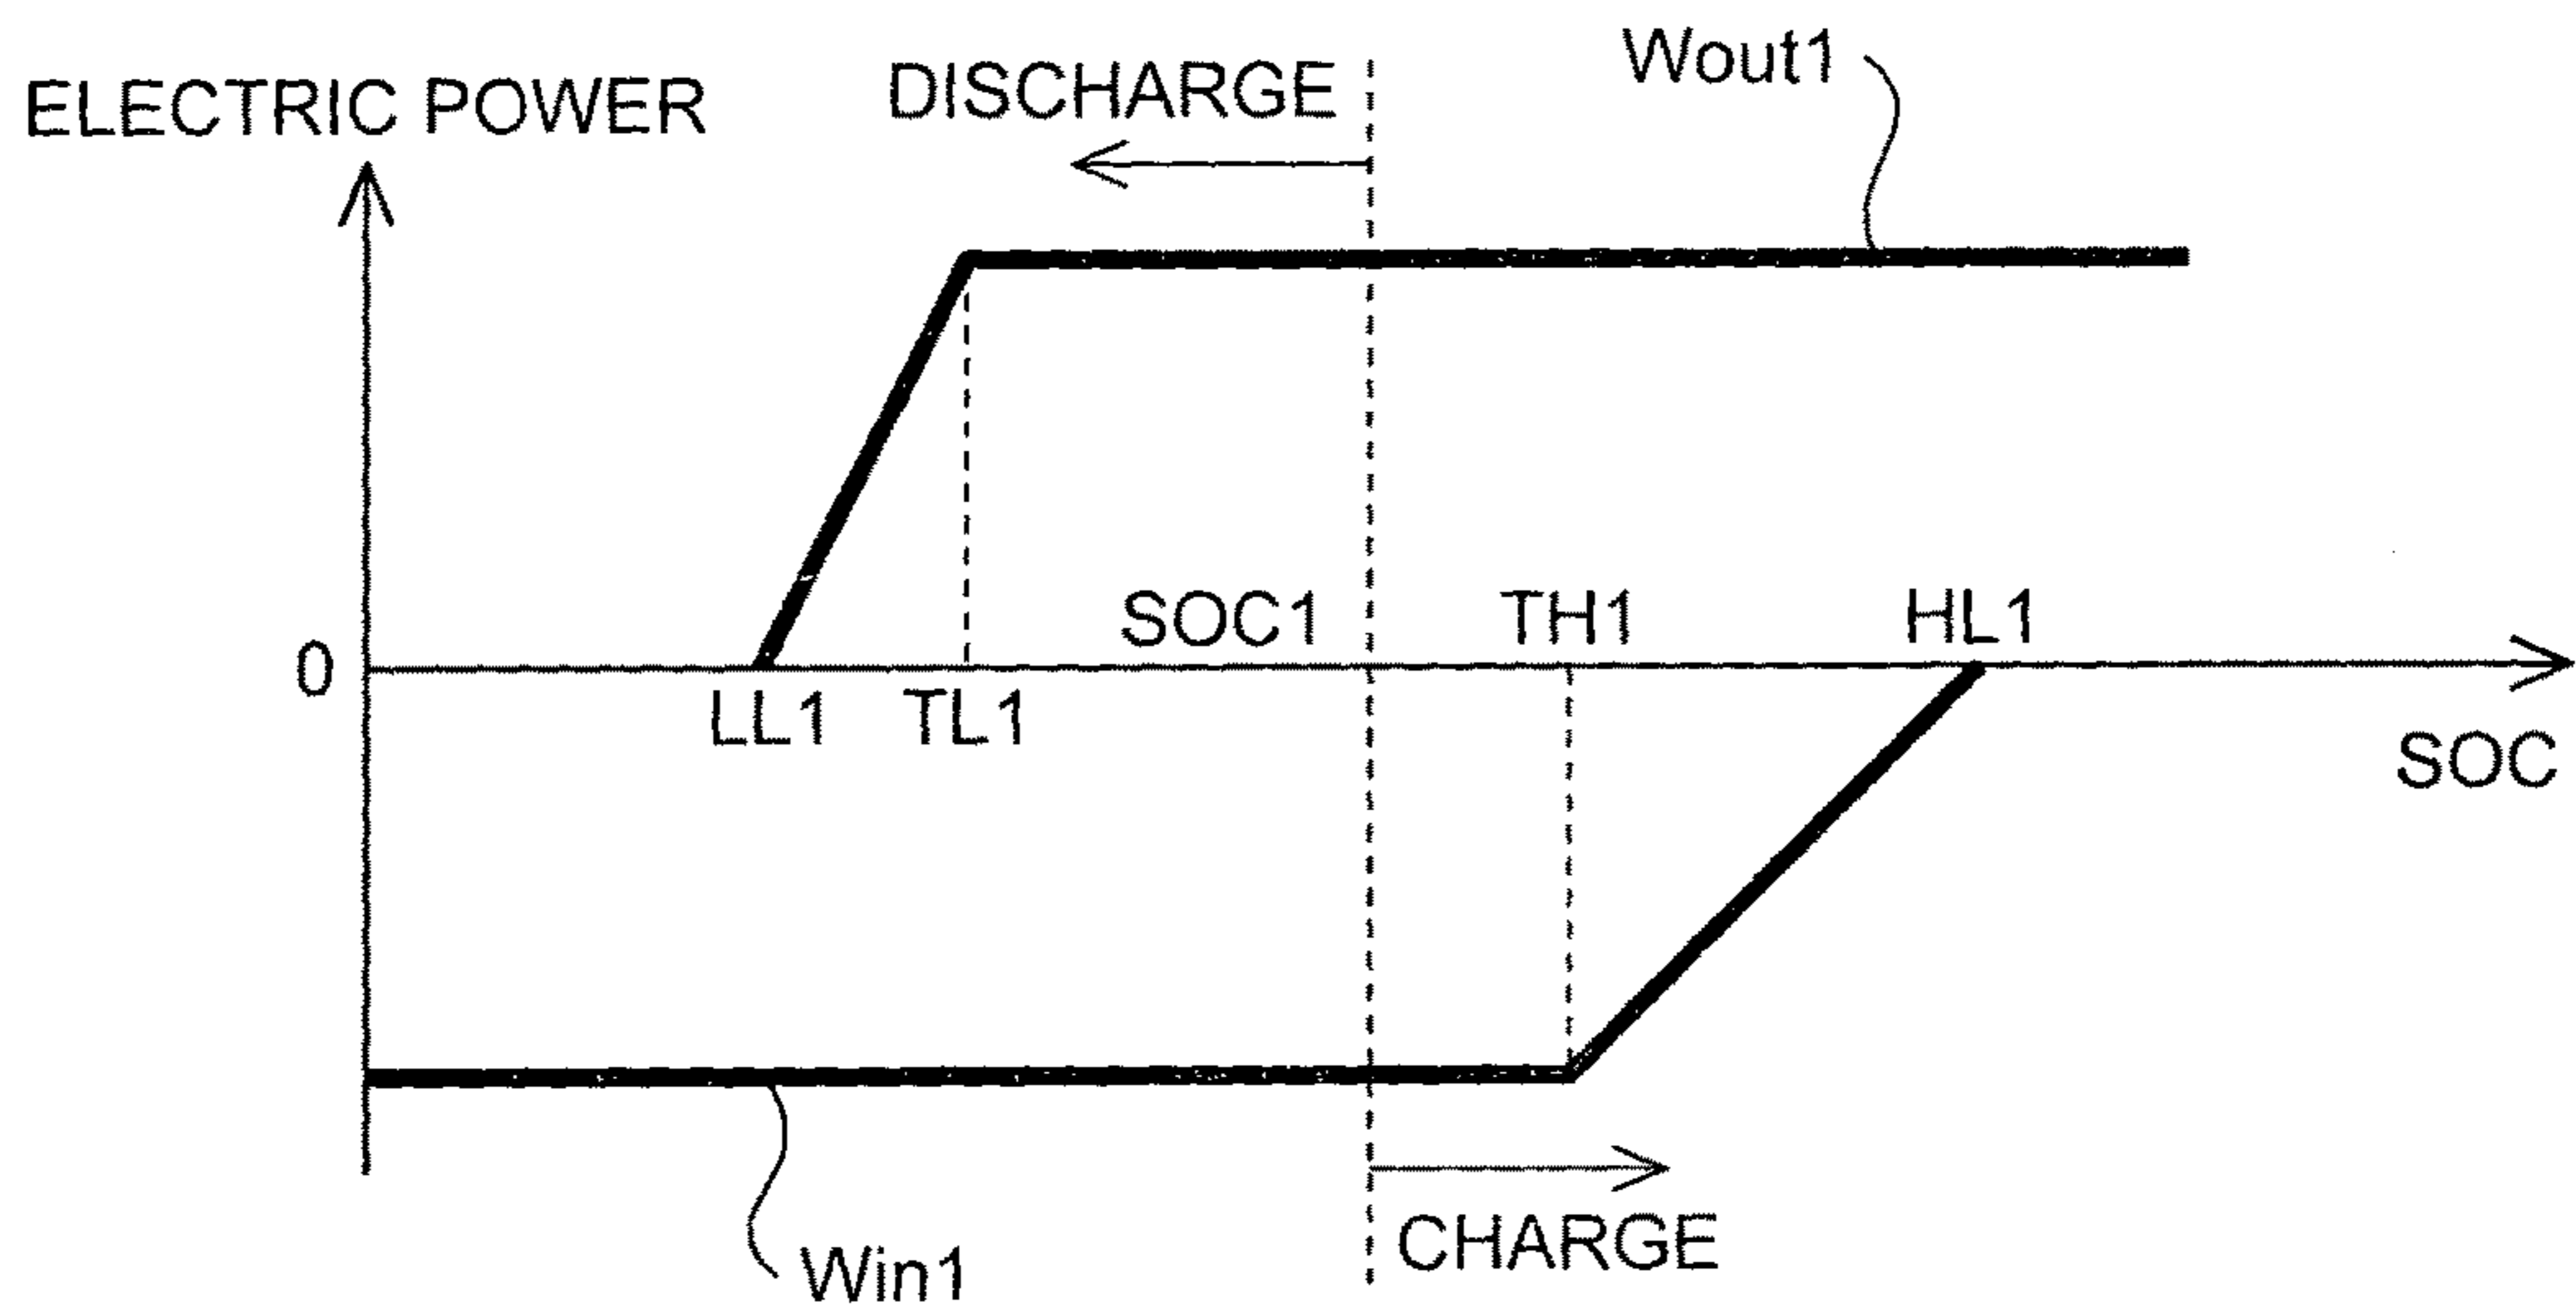 Wout1
DISCHARGE
ELECTRIC POWER
SOC1
TH1
HL1
0
LL1
TL1
SOC
CHARGE
Win1